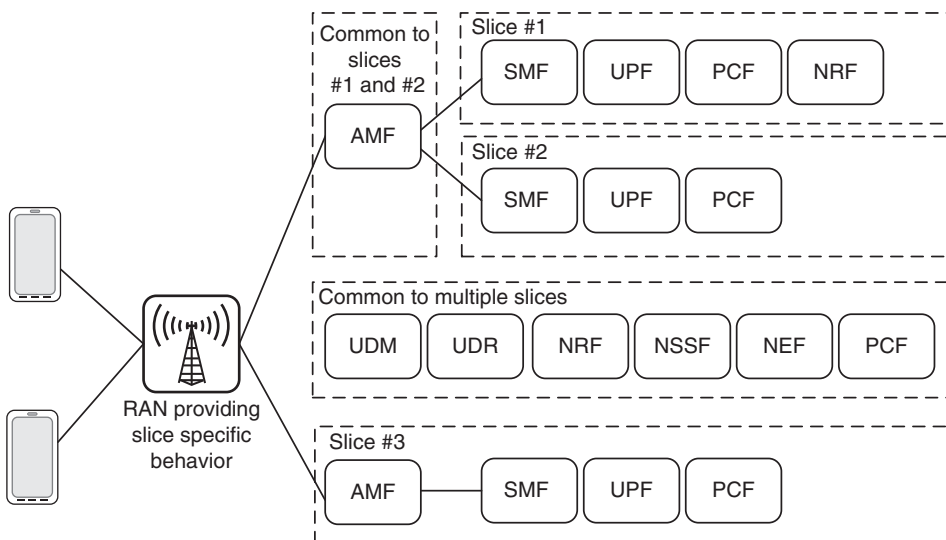 Common to
slices
#1 and #2
AMF
Slice #1
SMF UPF PCF NRF
Slice #2
SMF UPF PCF
Common to multiple slices
UDM UDR NRF NSSF NEF PCF
RAN providing
slice specific
behavior
Slice #3
AMF SMF UPF PCF